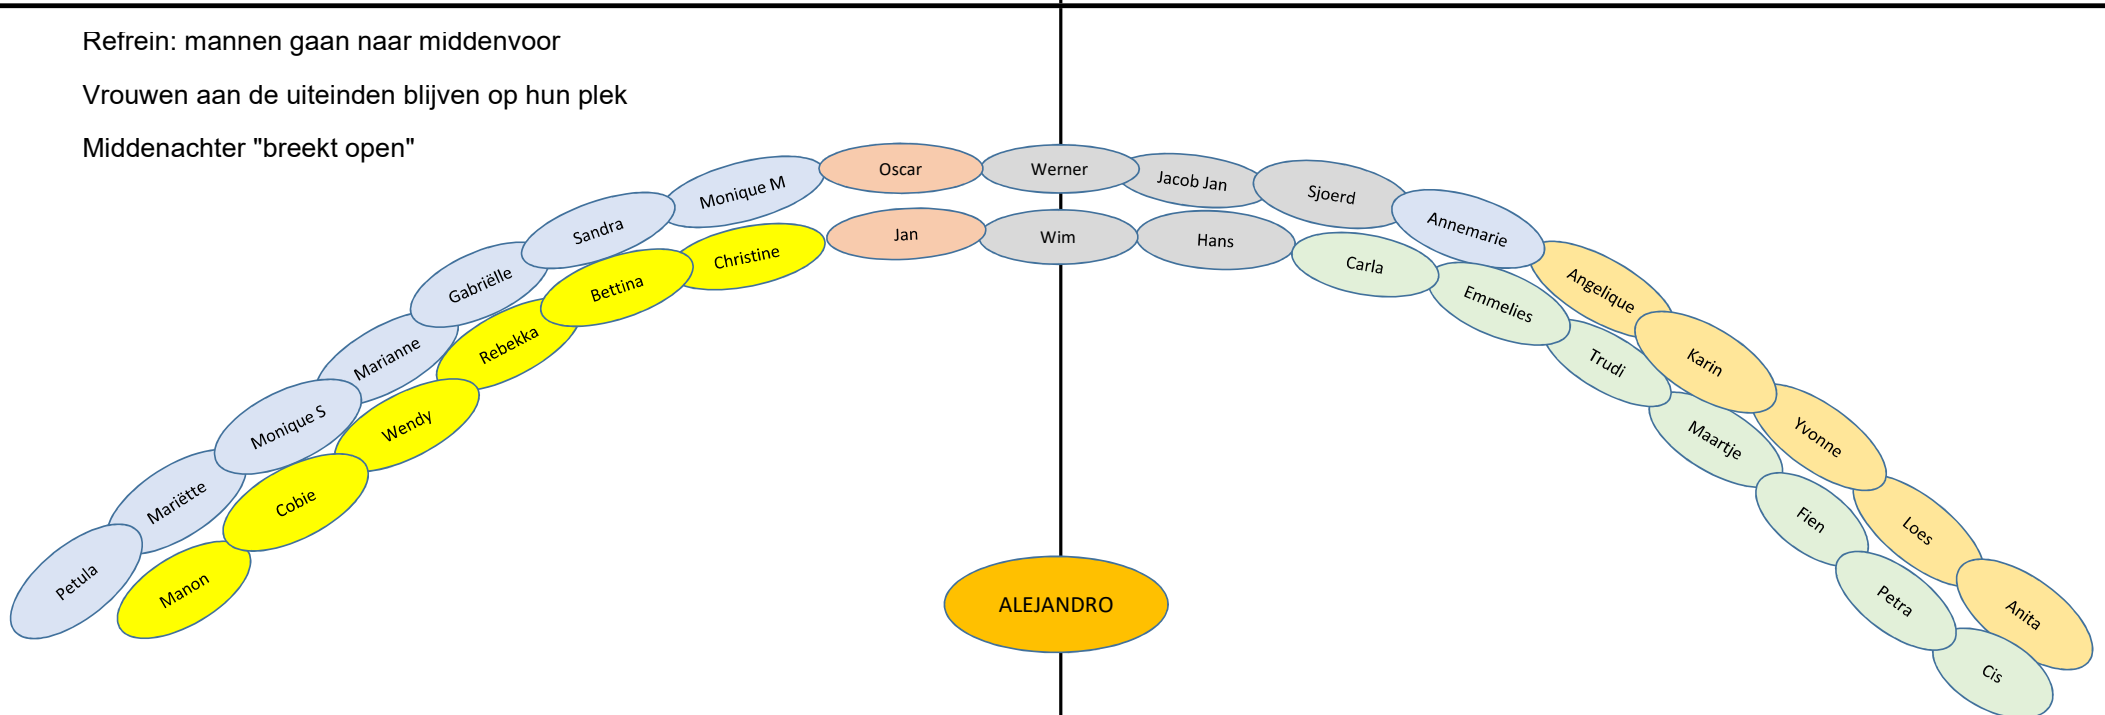 Refrein: mannen gaan naar middenvoor
Vrouwen aan de uiteinden blijven op hun plek
Middenachter "breekt open"
Petula
Mariëtte
Monique S
Marianne
Gabriëlle
Sandra
Monique M
Oscar
Werner
Jacob Jan
Sjoerd
Annemarie
Angelique
Karin
Yvonne
Loes
Anita
Manon
Cobie
Wendy
Rebekka
Bettina
Christine
Jan
Wim
Hans
Carla
Emmelies
Trudi
Maartje
Fien
Petra
Cis
ALEJANDRO